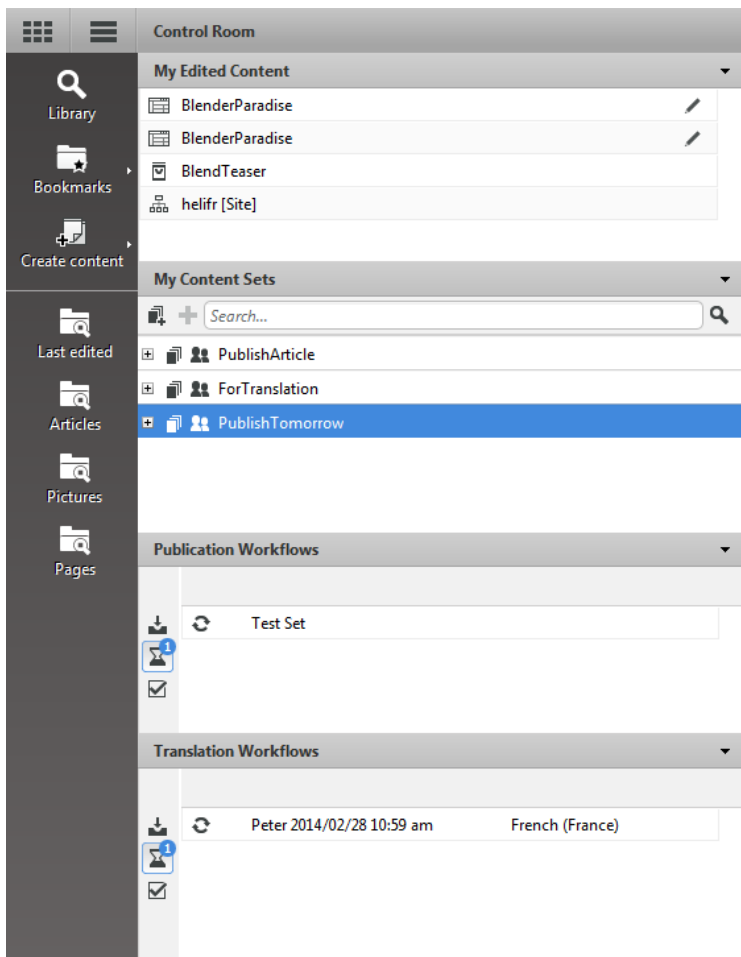 Control Room
Library
Bookmarks
Create content
Last edited
Articles
Pictures
Pages
My Edited Content
BlenderParadise
BlenderParadise
BlendTeaser
helifr [Site]
My Content Sets
Search...
PublishArticle
ForTranslation
PublishTomorrow
Publication Workflows
Test Set
1
Translation Workflows
Peter 2014/02/28 10:59 am French (France)
1